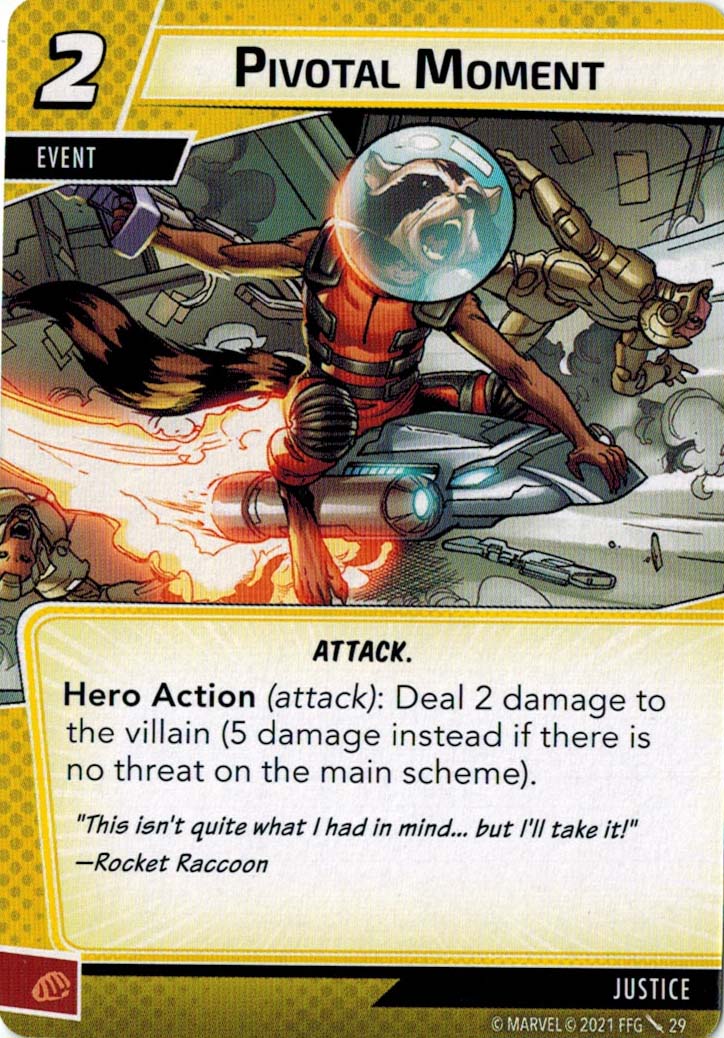 2
PIVOTAL MOMENT
EVENT
ATTACK.
Hero Action (attack): Deal 2 damage to
the villain (5 damage instead if there is
no threat on the main scheme).
"This isn't quite what I had in mind... but I'll take it!"
—Rocket Raccoon
JUSTICE
© MARVEL © 2021 FFG 29